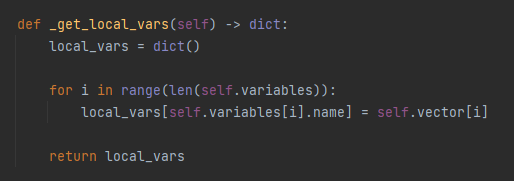 def _get_local_vars(self) -> dict:
    local_vars = dict()
    for i in range(len(self.variables)):
        local_vars[self.variables[i].name] = self.vector[i]
    return local_vars